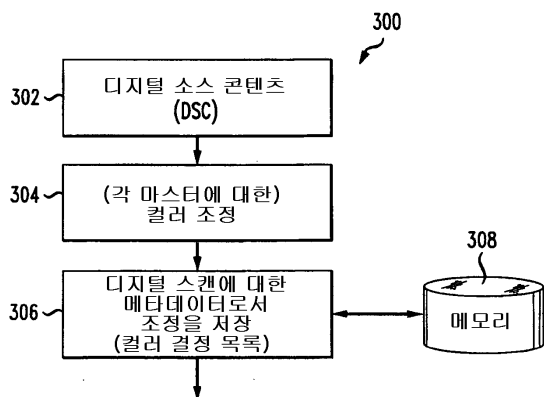 300
302
디지털 소스 콘텐츠
(DSC)
304
(각 마스터에 대한)
컬러 조정
306
디지털 스캔에 대한
메타데이터로서
조정을 저장
(컬러 결정 목록)
308
메모리